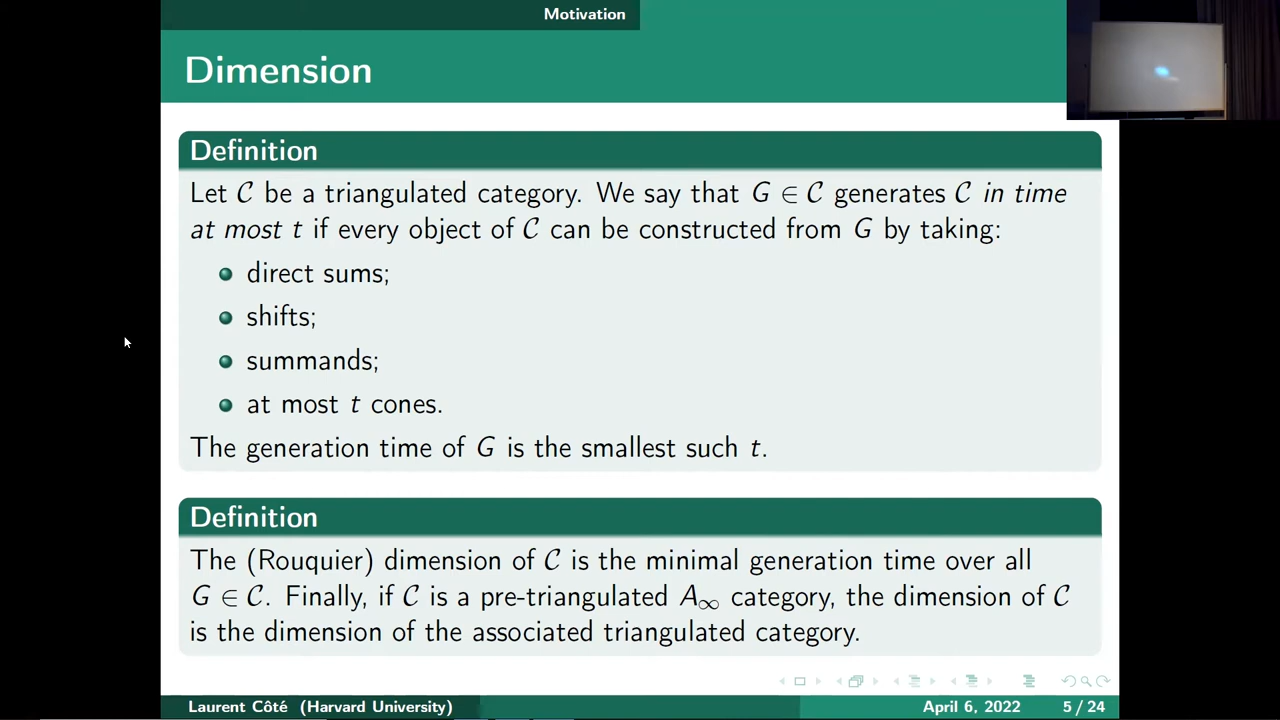 Motivation
Dimension
Definition
Let C be a triangulated category. We say that G ∈ C generates C in time
at most t if every object of C can be constructed from G by taking:
direct sums;
shifts;
summands;
at most t cones.
The generation time of G is the smallest such t.
Definition
The (Rouquier) dimension of C is the minimal generation time over all
G ∈ C. Finally, if C is a pre-triangulated A∞ category, the dimension of C
is the dimension of the associated triangulated category.
Laurent Côté (Harvard University) April 6, 2022 5 / 24